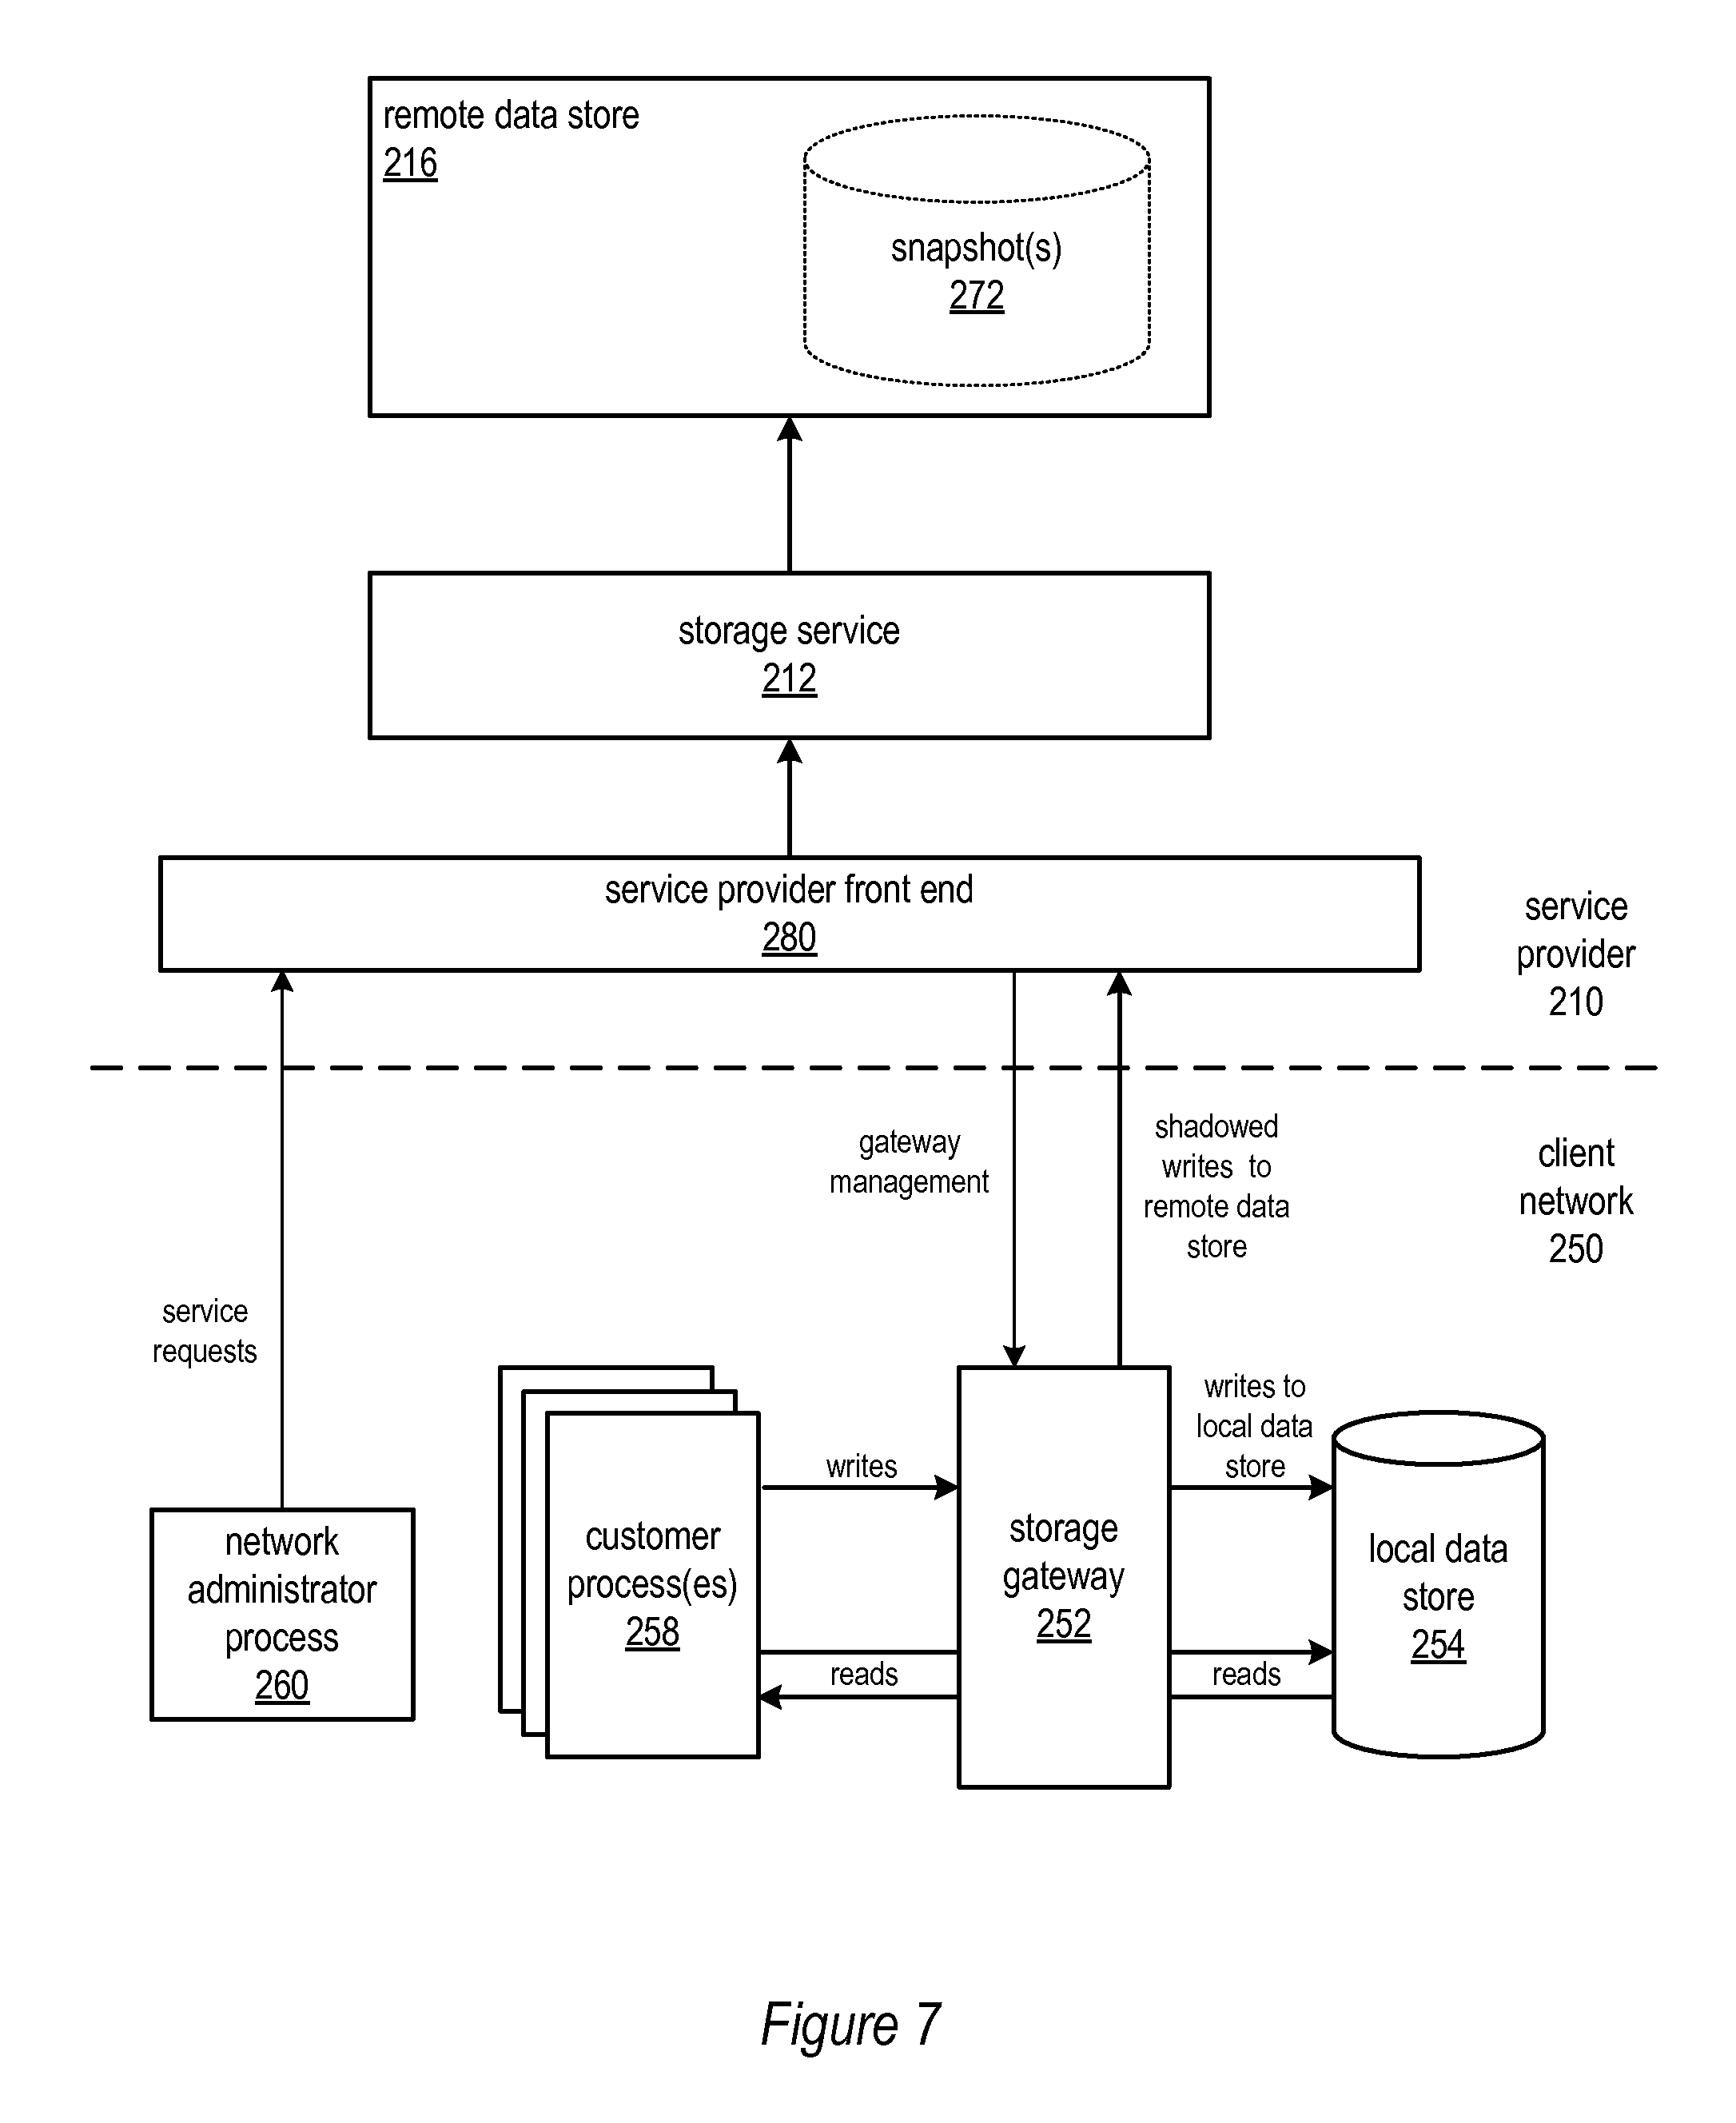 remote data store
216
snapshot(s)
272
storage service
212
service provider front end
280
service
provider
210
gateway
management
shadowed
writes to
remote data
store
client
network
250
service
requests
writes to
local data
store
writes
network
administrator
process
260
customer
process(es)
258
storage
gateway
252
local data
store
254
reads
reads
Figure 7